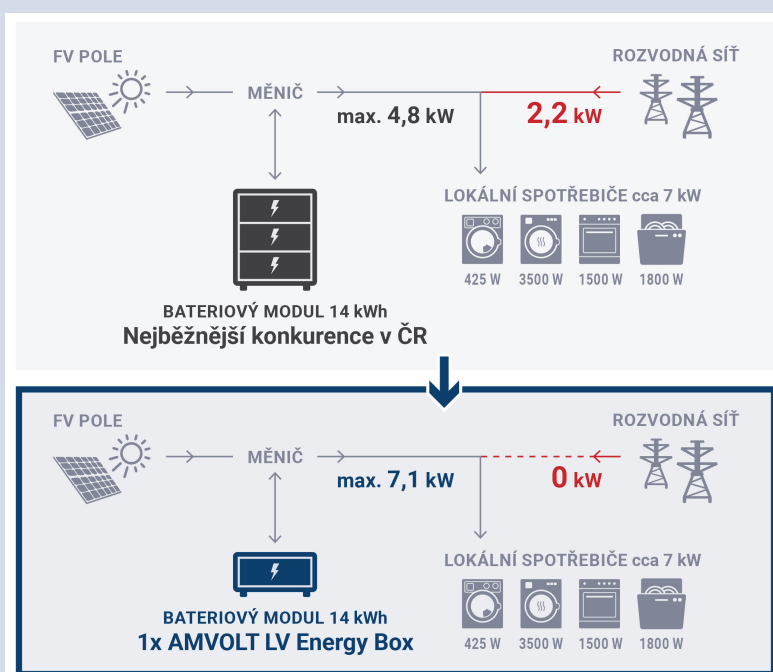 FV POLE
ROZVODNÁ SÍŤ
MĚNIČ
max. 4,8 kW
2,2 kW
LOKÁLNÍ SPOTŘEBIČE cca 7 kW
425 W 3500 W 1500 W 1800 W
BATERIOVÝ MODUL 14 kWh
Nejběžnější konkurence v ČR
FV POLE
ROZVODNÁ SÍŤ
MĚNIČ
max. 7,1 kW
0 kW
LOKÁLNÍ SPOTŘEBIČE cca 7 kW
425 W 3500 W 1500 W 1800 W
BATERIOVÝ MODUL 14 kWh
1x AMVOLT LV Energy Box